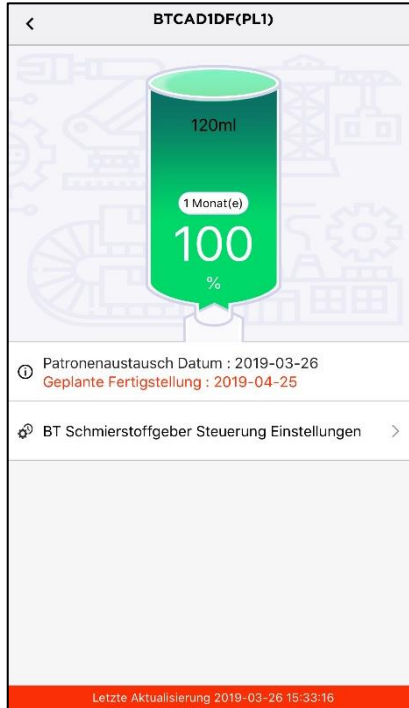 BTCAD1DF(PL1)
120ml
1 Monat(e)
100
%
Patronenaustausch Datum : 2019-03-26
Geplante Fertigstellung : 2019-04-25
BT Schmierstoffgeber Steuerung Einstellungen
Letzte Aktualisierung 2019-03-26 15:33:16